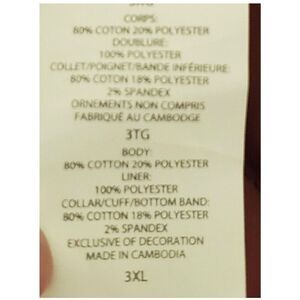 3XG
CORPS:
80% COTON 20% POLYESTER
DOUBLURE:
100% POLYESTER
COLLET/POIGNET/BANDE INFÉRIEURE:
80% COTON 18% POLYESTER
2% SPANDEX
ORNEMENTS NON COMPRIS
FABRIQUÉ AU CAMBODGE
3TG
BODY:
80% COTTON 20% POLYESTER
LINER:
100% POLYESTER
COLLAR/CUFF/BOTTOM BAND:
80% COTTON 18% POLYESTER
2% SPANDEX
EXCLUSIVE OF DECORATION
MADE IN CAMBODIA
3XL